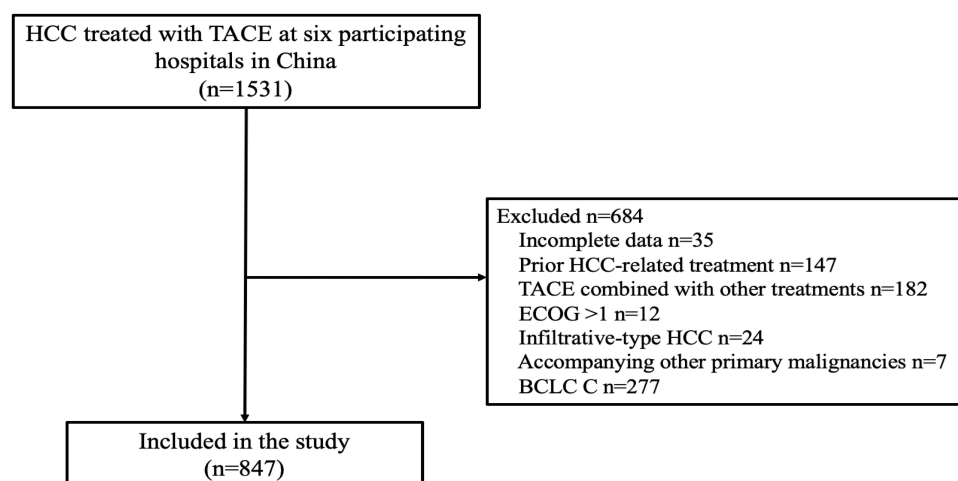 HCC treated with TACE at six participating
hospitals in China
(n=1531)
Excluded n=684
Incomplete data n=35
Prior HCC-related treatment n=147
TACE combined with other treatments n=182
ECOG >1 n=12
Infiltrative-type HCC n=24
Accompanying other primary malignancies n=7
BCLC C n=277
Included in the study
(n=847)